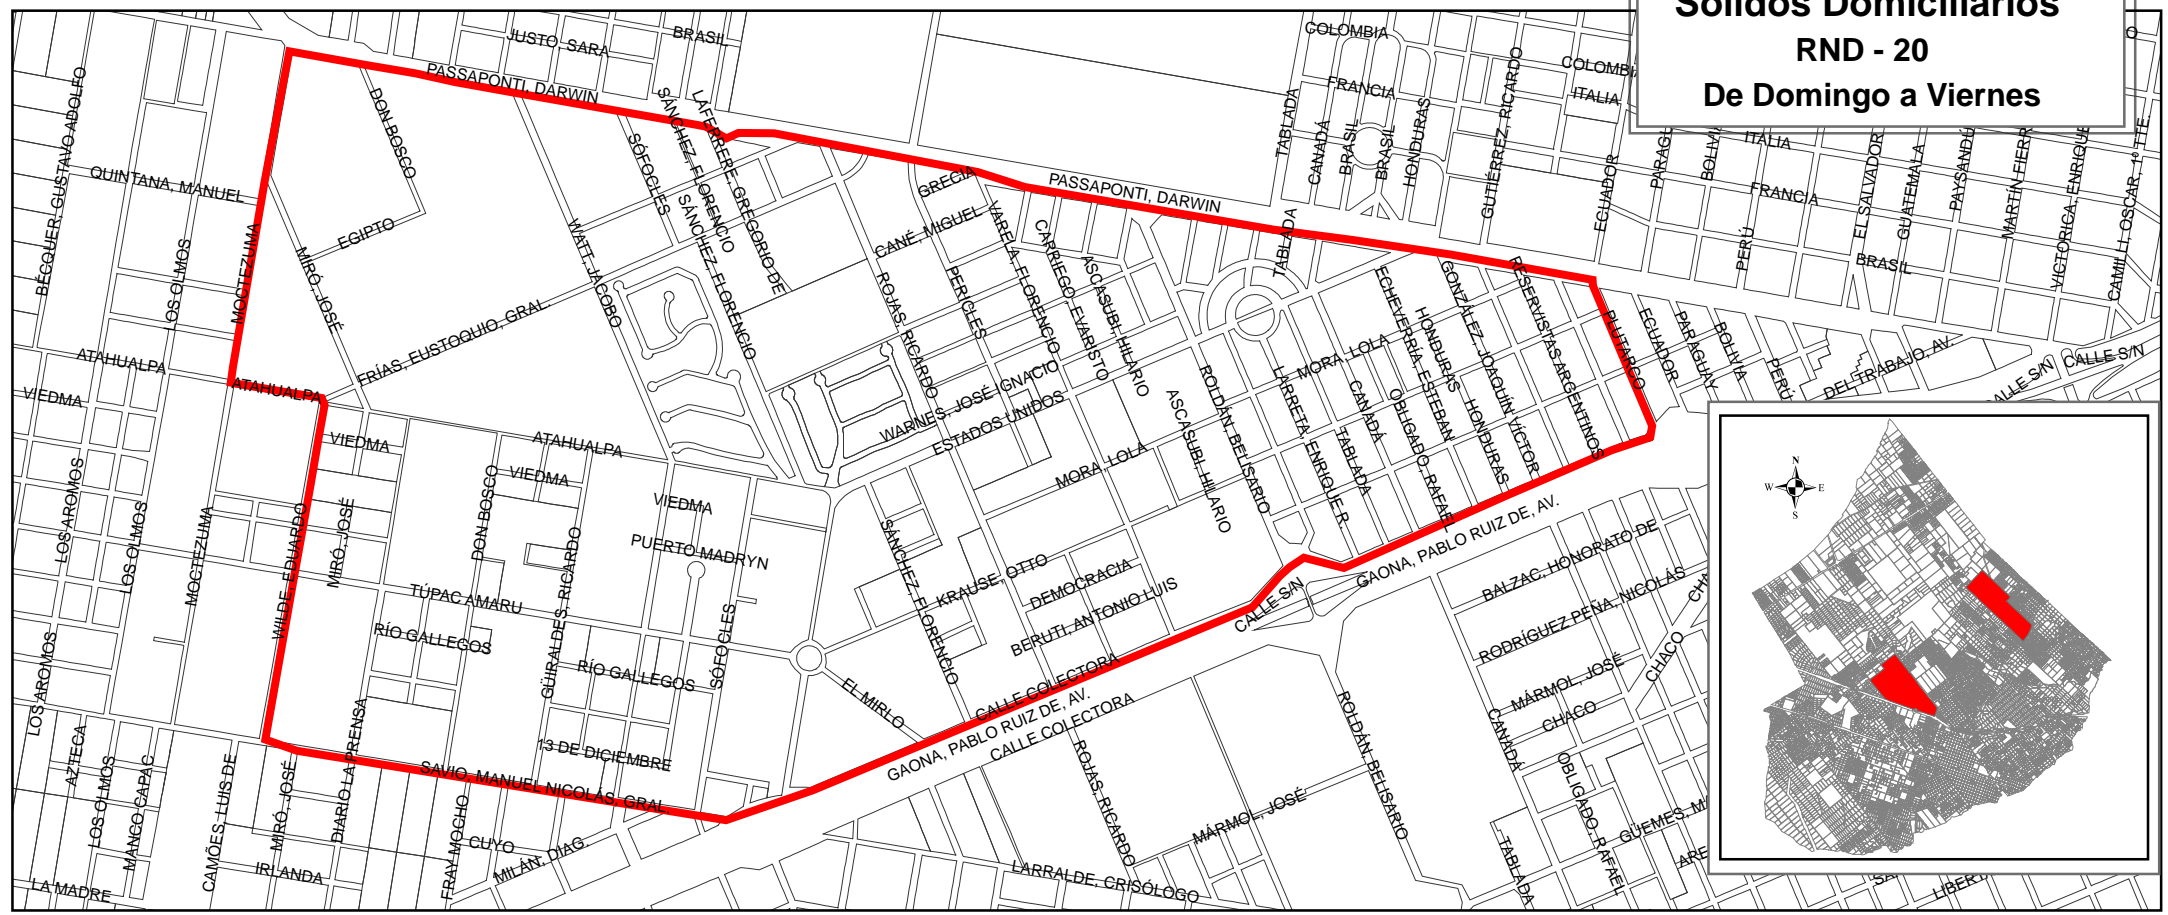 Sólidos Domiciliarios
RND - 20
De Domingo a Viernes
JUSTO, SARA
BRASIL
COLOMBIA
PASSAPONTI, DARWIN
FRANCIA
ITALIA
BÉCQUER, GUSTAVO ADOLFO
DON BOSCO
SÁNCHEZ, FLORENCIO
LAFERRERE, GREGORIO DE
SÓFOCLES
TABLADA
CANADÁ
BRASIL
BRASIL
HONDURAS
GUTIÉRREZ, RICARDO
ECUADOR
ITALIA
FRANCIA
EL SALVADOR
GUATEMALA
PAYSANDÚ
VICTORICA, ENRIQUE
CAMILLI, OSCAR, 1º TTE.
PERÚ
BRASIL
QUINTANA, MANUEL
LOS OLMOS
MOCTEZUMA
EGIPTO
MIRÓ, JOSÉ
WATT, JACOBO
SÁNCHEZ, FLORENCIO
GRECIA
CANÉ, MIGUEL
PASSAPONTI, DARWIN
TABLADA
FRÍAS, EUSTOQUIO, GRAL.
ROJAS, RICARDO
PERICLES
VARELA, FLORENCIO
CARRIEGO, EVARISTO
ASCASUBI, HILARIO
ECHEVERRÍA, ESTEBAN
HONDURAS
GONZÁLEZ, JOAQUÍN VÍCTOR
RESERVISTAS ARGENTINOS
PLUTARCO
ECUADOR
PARAGUAY
BOLIVIA
PERÚ
DEL TRABAJO, AV.
CALLE S/N
CALLE S/N
ATAHUALPA
VIEDMA
ATAHUALPA
VIEDMA
ATAHUALPA
VIEDMA
VIEDMA
PUERTO MADRYN
WARNES, JOSÉ IGNACIO
ESTADOS UNIDOS
MORA, LOLA
MORA, LOLA
ASCASUBI, HILARIO
ROLDÁN, BELISARIO
LARRETA, ENRIQUE R.
TABLADA
CANADÁ
OBLIGADO, RAFAEL
HONDURAS
LOS AROMOS
LOS OLMOS
MOCTEZUMA
WILDE, EDUARDO
MIRÓ, JOSÉ
DON BOSCO
GÜIRALDES, RICARDO
TÚPAC AMARU
RÍO GALLEGOS
RÍO GALLEGOS
SÓFOCLES
SÁNCHEZ, FLORENCIO
KRAUSE, OTTO
DEMOCRACIA
BERUTI, ANTONIO LUIS
CALLE S/N
GAONA, PABLO RUIZ DE, AV.
BALZAC, HONORATO DE
RODRÍGUEZ PEÑA, NICOLÁS
MÁRMOL, JOSÉ
CHACO
CHACO
LOS AROMOS
AZTECA
LOS OLMOS
MANCO CAPAC
CAMÕES, LUIS DE
MIRÓ, JOSÉ
DIARIO LA PRENSA
13 DE DICIEMBRE
SAVIO, MANUEL NICOLÁS, GRAL.
FRAY MOCHO
CUYO
MILÁN, DIAG.
IRLANDA
LA MADRE
EL MIRLO
CALLE COLECTORA
GAONA, PABLO RUIZ DE, AV.
CALLE COLECTORA
ROJAS, RICARDO
MÁRMOL, JOSÉ
LARRALDE, CRISÓLOGO
ROLDÁN, BELISARIO
CANADÁ
OBLIGADO, RAFAEL
TABLADA
N
W
E
S